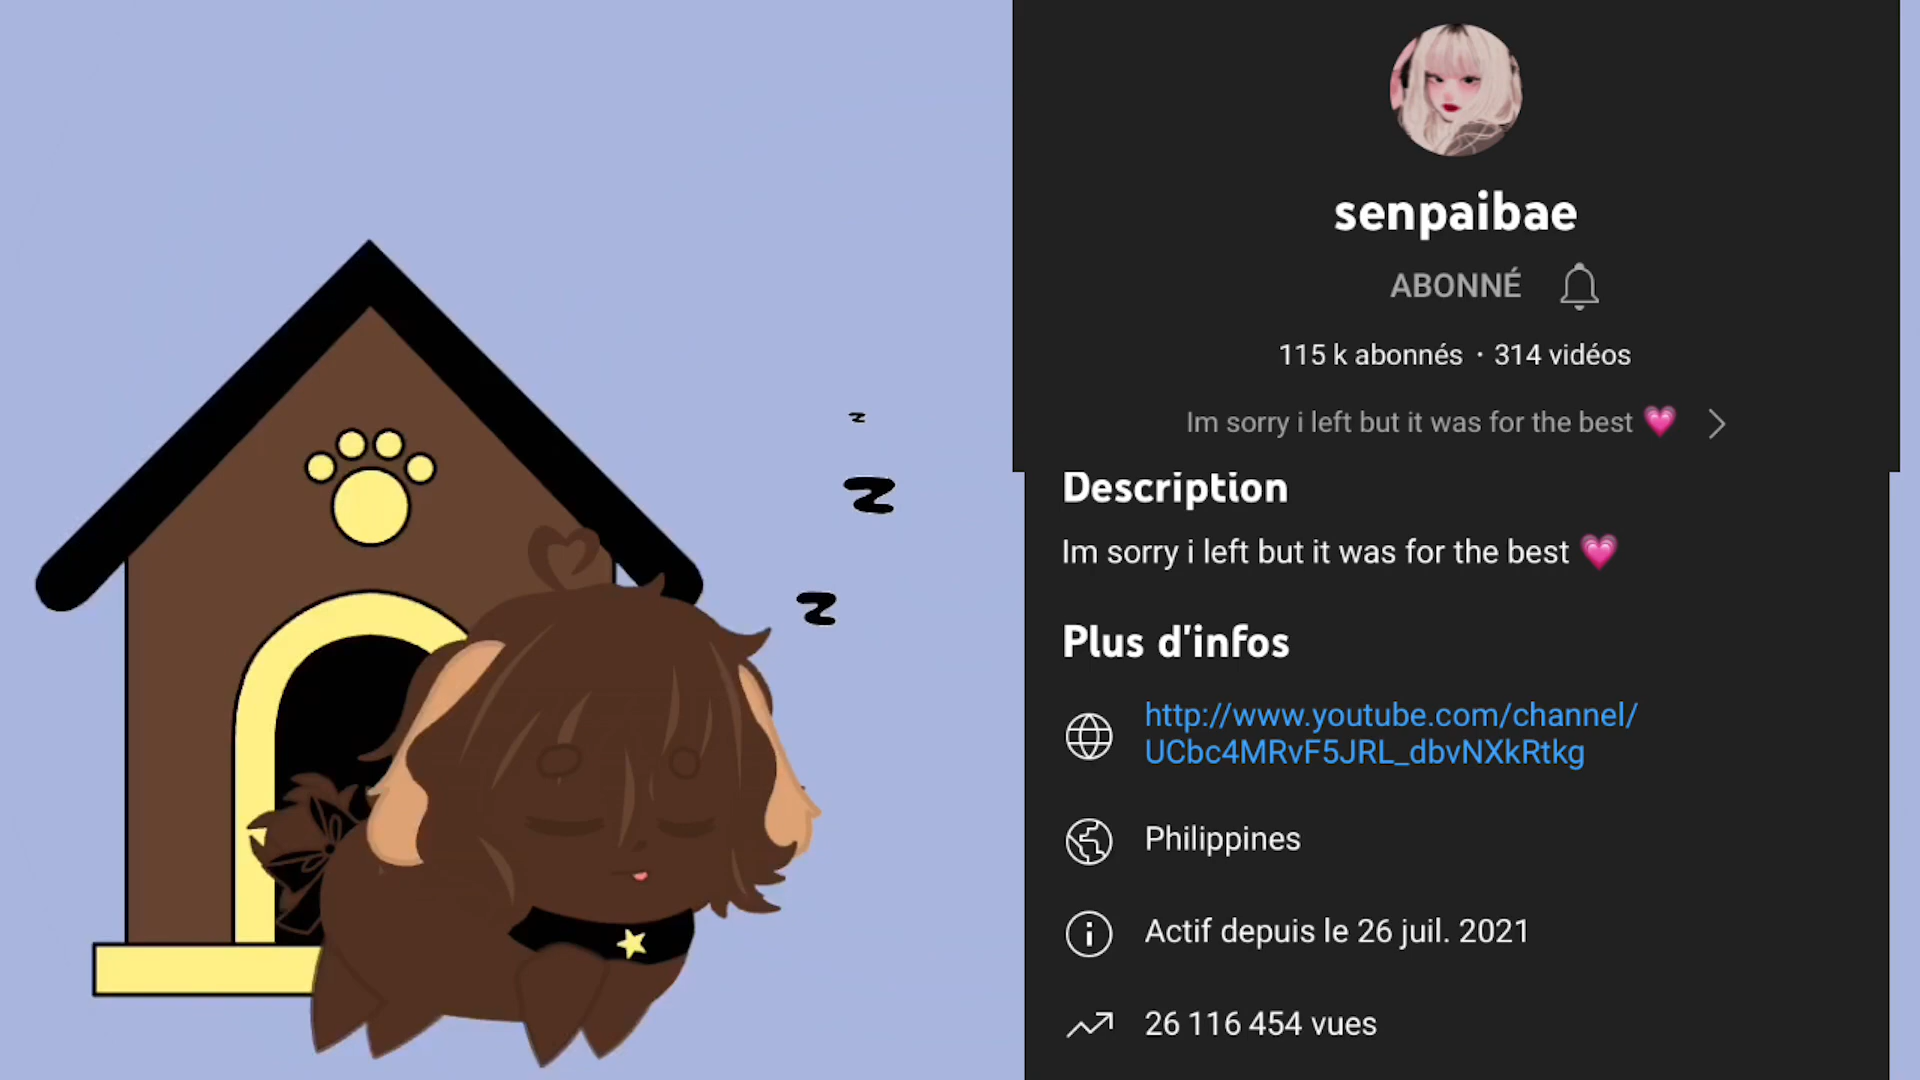 senpaibae
ABONNÉ
115 k abonnés · 314 vidéos
Im sorry i left but it was for the best 💗
Description
Im sorry i left but it was for the best 💗
Plus d'infos
http://www.youtube.com/channel/
UCbc4MRvF5JRL_dbvNXkRtkg
Philippines
Actif depuis le 26 juil. 2021
26 116 454 vues
z
z
z